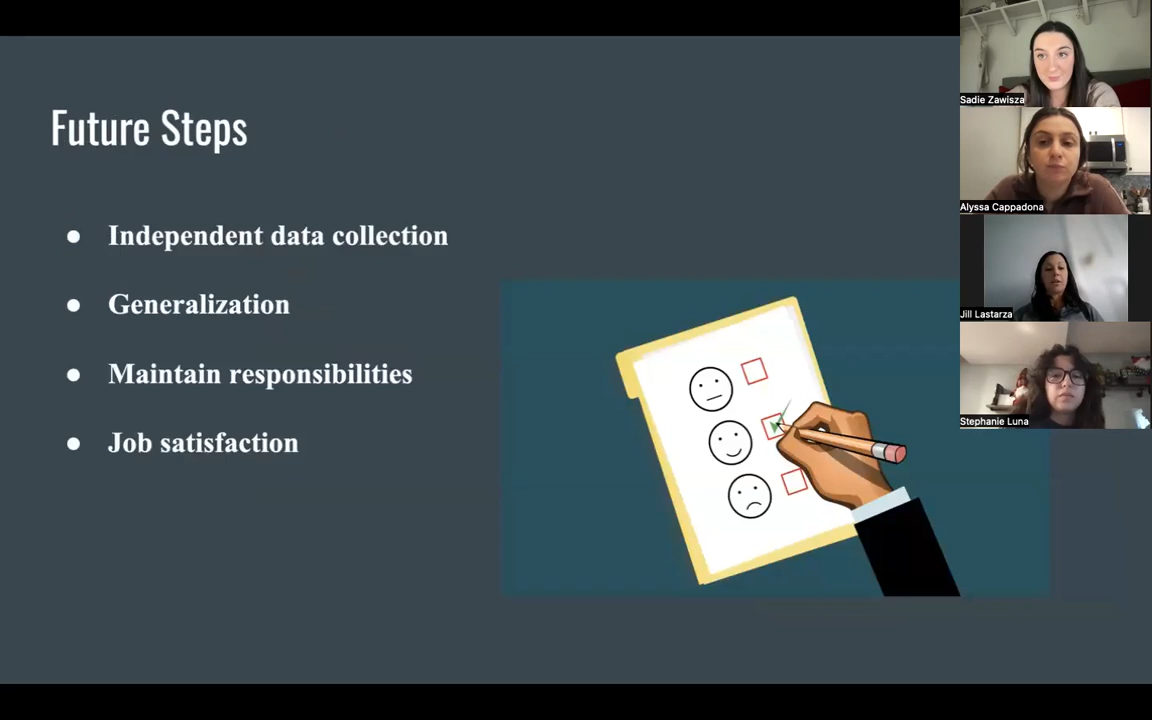 Future Steps
● Independent data collection
● Generalization
● Maintain responsibilities
● Job satisfaction
Sadie Zawisza
Alyssa Cappadona
Jill Lastarza
Stephanie Luna